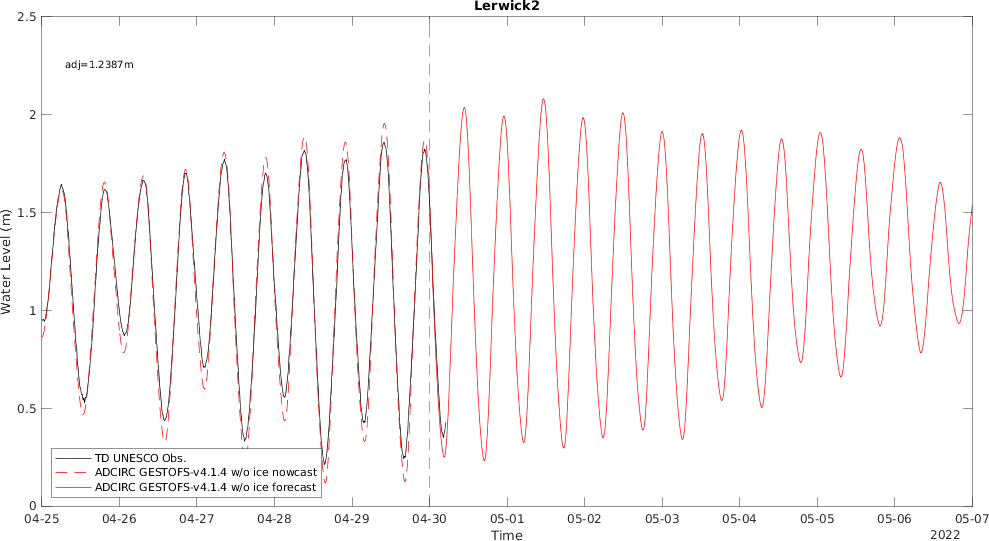 Lerwick2
2.5
2
1.5
1
0.5
0
Water Level (m)
adj=1.2387m
TD UNESCO Obs.
ADCIRC GESTOFS-v4.1.4 w/o ice nowcast
ADCIRC GESTOFS-v4.1.4 w/o ice forecast
04-25 04-26 04-27 04-28 04-29 04-30 05-01 05-02 05-03 05-04 05-05 05-06 05-07
Time
2022